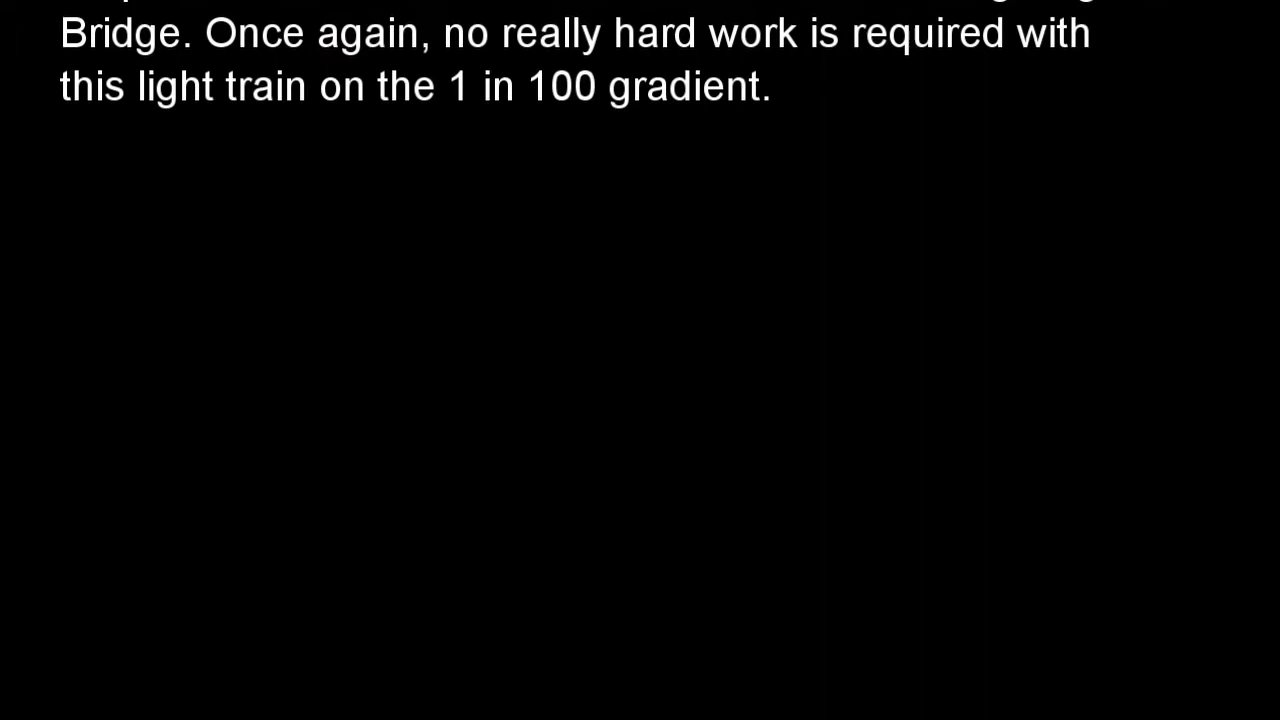 Bridge. Once again, no really hard work is required with
this light train on the 1 in 100 gradient.